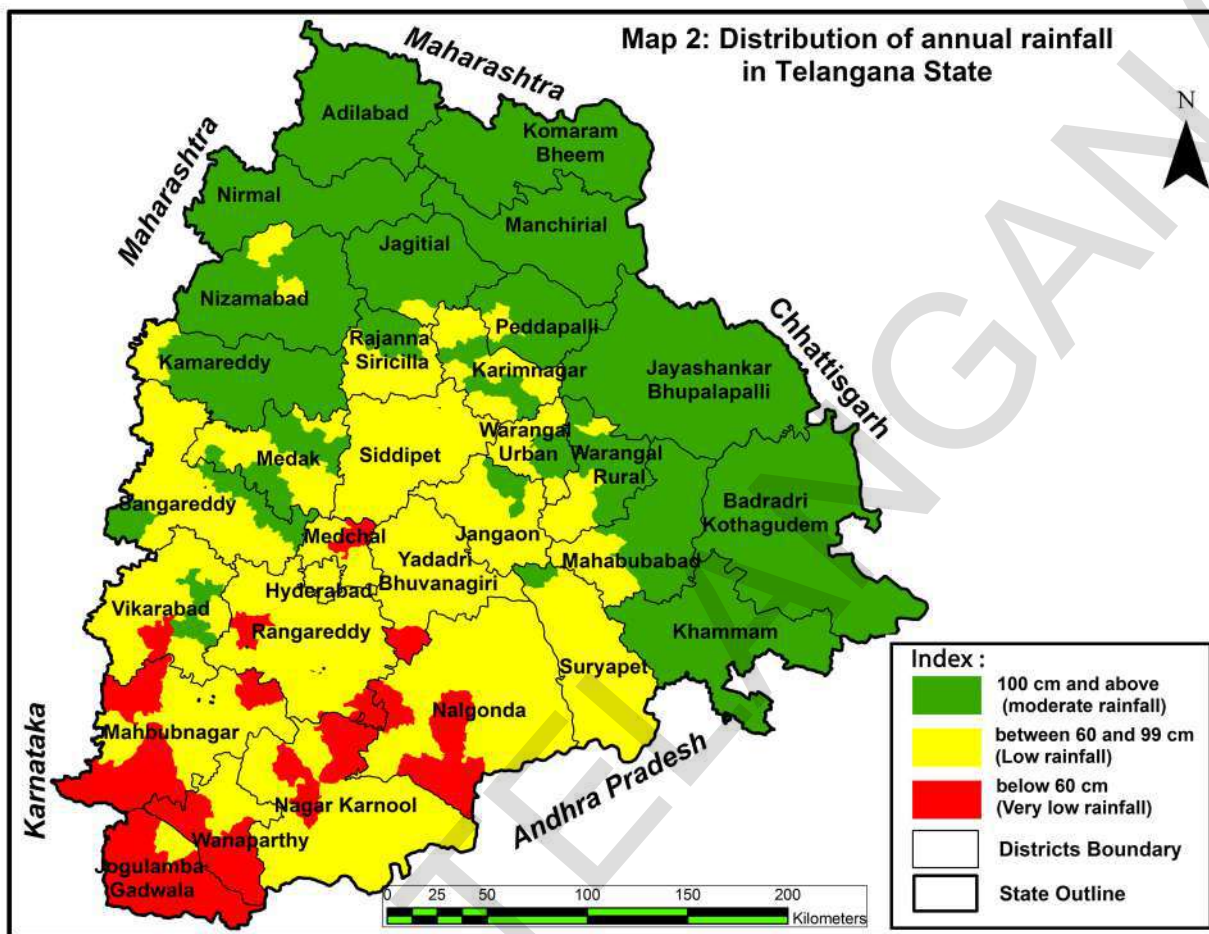 Map 2: Distribution of annual rainfall
in Telangana State
N
Maharashtra
Maharashtra
Chhattisgarh
Andhra Pradesh
Karnataka
Adilabad
Komaram
Bheem
Nirmal
Manchirial
Jagitial
Nizamabad
Peddapalli
Rajanna
Siricilla
Kamareddy
Karimnagar
Jayashankar
Bhupalapalli
Warangal
Urban
Warangal
Rural
Siddipet
Medak
Sangareddy
Badradri
Kothagudem
Medchal
Jangaon
Yadadri
Bhuvanagiri
Mahabubabad
Hyderabad
Vikarabad
Rangareddy
Khammam
Suryapet
Nalgonda
Mahbubnagar
Nagar Karnool
Wanaparthy
Jogulamba
Gadwala
Index :
100 cm and above
(moderate rainfall)
between 60 and 99 cm
(Low rainfall)
below 60 cm
(Very low rainfall)
Districts Boundary
State Outline
0 25 50 100 150 200
Kilometers
TELANGANA